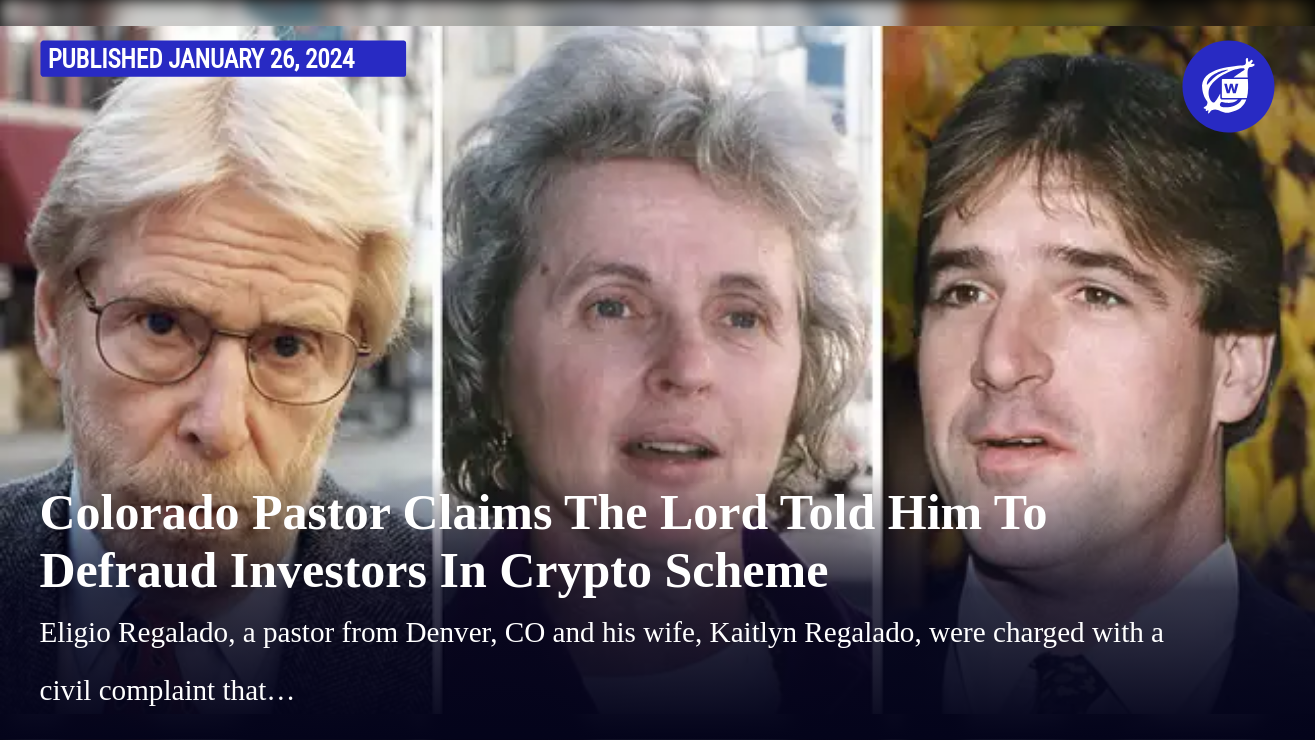 PUBLISHED JANUARY 26, 2024
W
Colorado Pastor Claims The Lord Told Him To
Defraud Investors In Crypto Scheme
Eligio Regalado, a pastor from Denver, CO and his wife, Kaitlyn Regalado, were charged with a
civil complaint that…